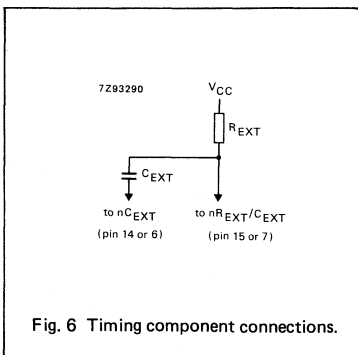 7Z93290
VCC
REXT
CEXT
to nCEXT
to nREXT/CEXT
(pin 14 or 6)
(pin 15 or 7)
Fig. 6 Timing component connections.